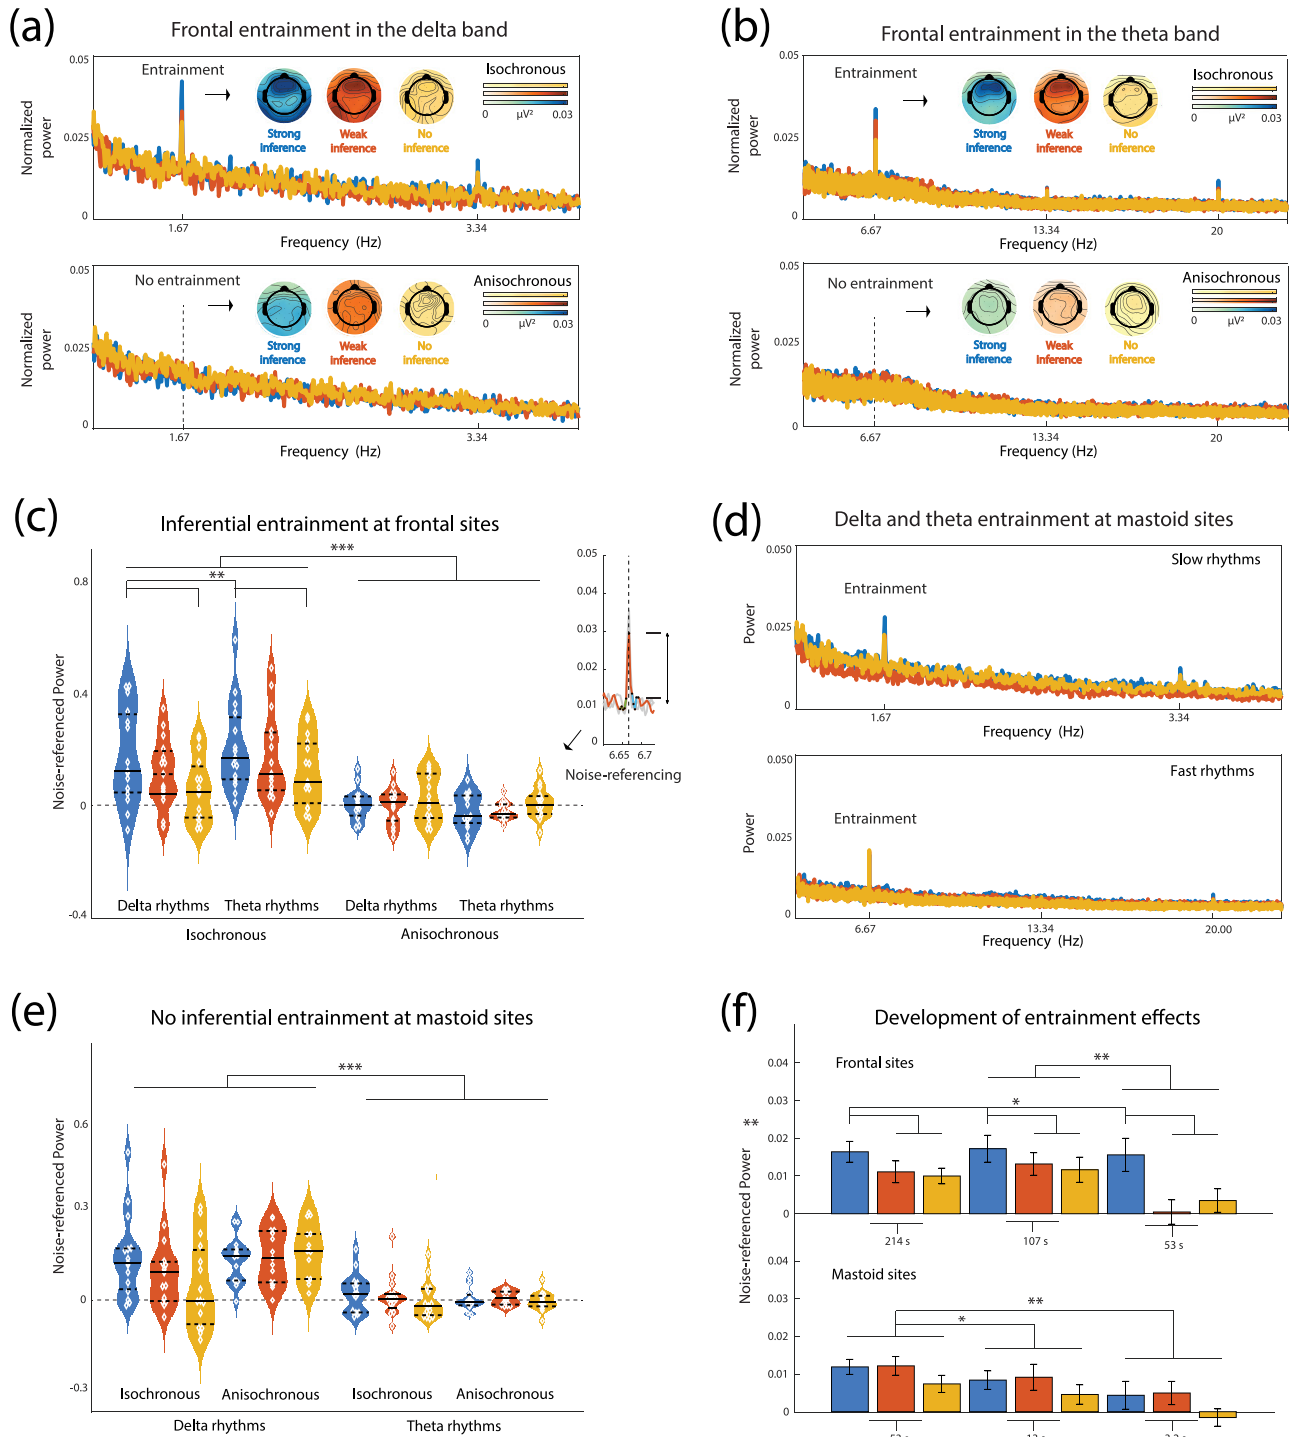 (a)
Frontal entrainment in the delta band
0.05
Entrainment
Isochronous
0 μV² 0.03
Strong inference
Weak inference
No inference
Normalized power
0.025
0
1.67
3.34
Frequency (Hz)
0.05
No entrainment
Anisochronous
0 μV² 0.03
Strong inference
Weak inference
No inference
Normalized power
0.025
0
1.67
3.34
Frequency (Hz)
(b)
Frontal entrainment in the theta band
0.05
Entrainment
Isochronous
0 μV² 0.03
Strong inference
Weak inference
No inference
Normalized power
0.025
0
6.67
13.34
20
Frequency (Hz)
0.05
No entrainment
Anisochronous
0 μV² 0.03
Strong inference
Weak inference
No inference
Normalized power
0.025
0
6.67
13.34
20
Frequency (Hz)
(c)
Inferential entrainment at frontal sites
***
**
0.8
0.4
0
-0.4
Noise-referenced Power
Delta rhythms
Theta rhythms
Delta rhythms
Theta rhythms
Isochronous
Anisochronous
0.05
0.04
0.03
0.02
0.01
0
6.65
6.7
Noise-referencing
(d)
Delta and theta entrainment at mastoid sites
0.050
Slow rhythms
Entrainment
Power
0.025
0
1.67
3.34
Frequency (Hz)
0.050
Fast rhythms
Entrainment
Power
0.025
0
6.67
13.34
20.00
Frequency (Hz)
(e)
No inferential entrainment at mastoid sites
***
0.6
0.3
0
-0.3
Noise-referenced Power
Isochronous
Anisochronous
Isochronous
Anisochronous
Delta rhythms
Theta rhythms
(f)
Development of entrainment effects
Frontal sites
0.04
0.03
0.02
0.01
0
**
*
**
214 s
107 s
53 s
Noise-referenced Power
Mastoid sites
0.04
0.03
0.02
0.01
0
**
*